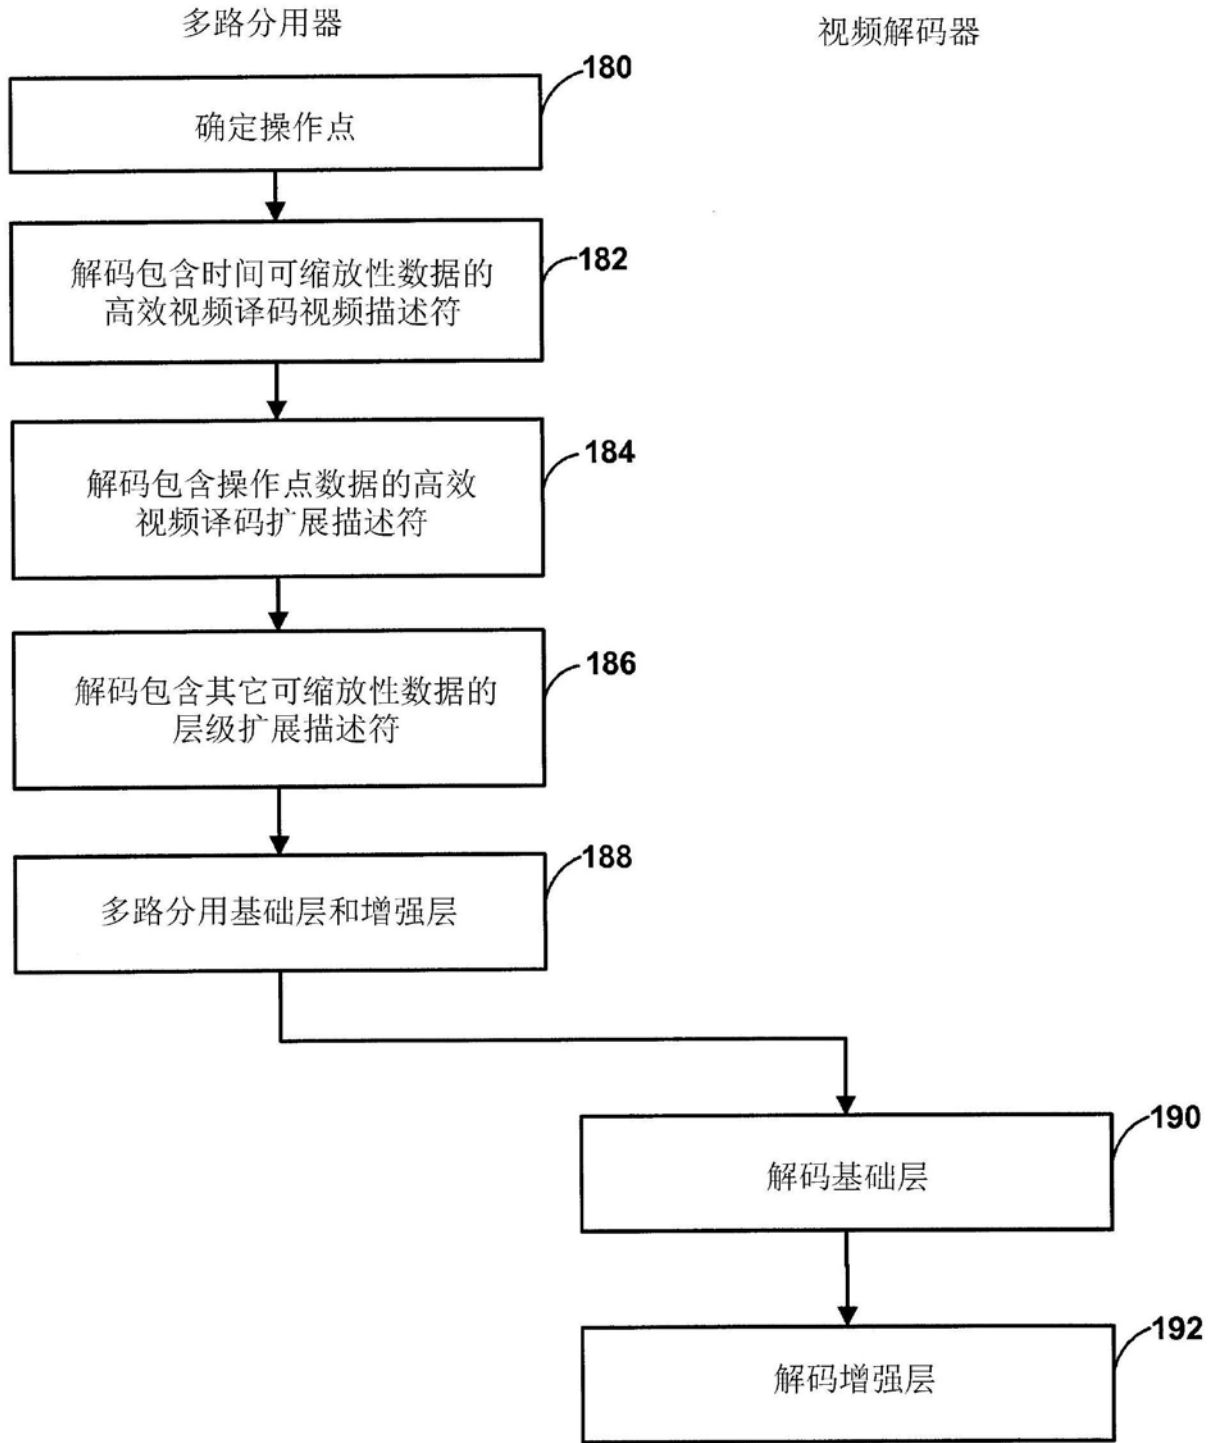 多路分用器
视频解码器
180
确定操作点
182
解码包含时间可缩放性数据的
高效视频译码视频描述符
184
解码包含操作点数据的高效
视频译码扩展描述符
186
解码包含其它可缩放性数据的
层级扩展描述符
188
多路分用基础层和增强层
190
解码基础层
192
解码增强层